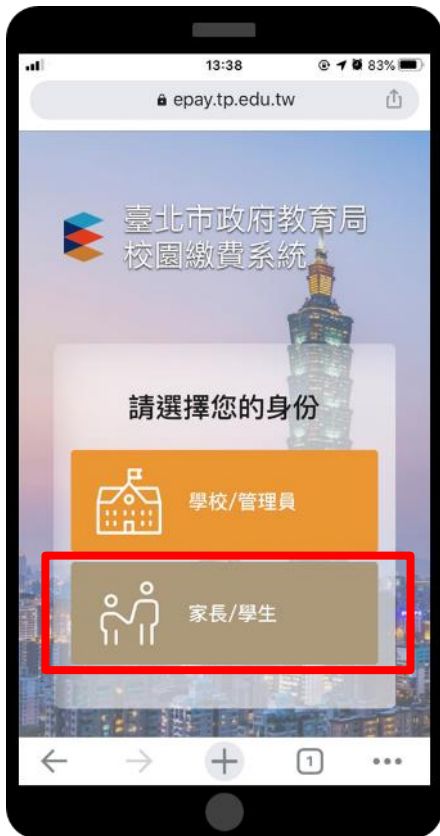 13:38
83%
epay.tp.edu.tw
臺北市政府教育局
校園繳費系統
請選擇您的身份
學校/管理員
家長/學生
1